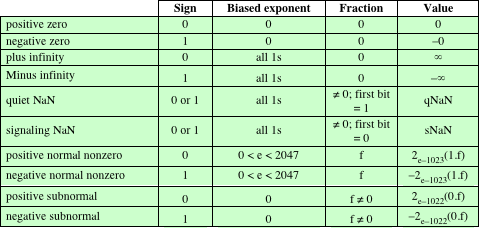 Sign Biased exponent Fraction Value
positive zero 0 0 0 0
negative zero 1 0 0 –0
plus infinity 0 all 1s 0 ∞
Minus infinity 1 all 1s 0 –∞
quiet NaN 0 or 1 all 1s ≠ 0; first bit = 1 qNaN
signaling NaN 0 or 1 all 1s ≠ 0; first bit = 0 sNaN
positive normal nonzero 0 0 < e < 2047 f 2e–1023(1.f)
negative normal nonzero 1 0 < e < 2047 f –2e–1023(1.f)
positive subnormal 0 0 f ≠ 0 2e–1022(0.f)
negative subnormal 1 0 f ≠ 0 –2e–1022(0.f)